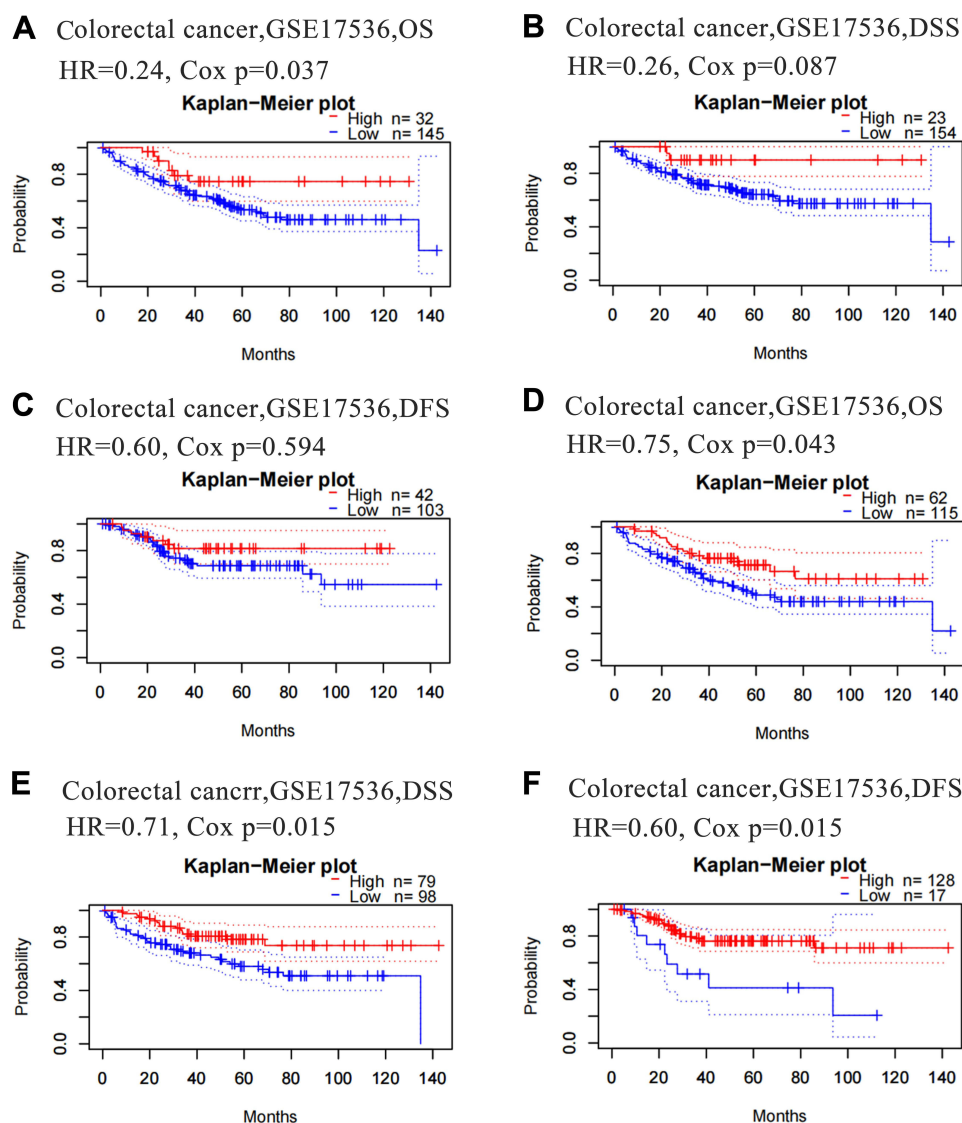 A Colorectal cancer,GSE17536,OS
HR=0.24, Cox p=0.037
Kaplan−Meier plot
High n= 32
Low n= 145
Probability
0.0 0.4 0.8
0 20 40 60 80 100 120 140
Months
B Colorectal cancer,GSE17536,DSS
HR=0.26, Cox p=0.087
Kaplan−Meier plot
High n= 23
Low n= 154
Probability
0.0 0.4 0.8
0 20 40 60 80 100 120 140
Months
C Colorectal cancer,GSE17536,DFS
HR=0.60, Cox p=0.594
Kaplan−Meier plot
High n= 42
Low n= 103
Probability
0.0 0.4 0.8
0 20 40 60 80 100 120 140
Months
D Colorectal cancer,GSE17536,OS
HR=0.75, Cox p=0.043
Kaplan−Meier plot
High n= 62
Low n= 115
Probability
0.0 0.4 0.8
0 20 40 60 80 100 120 140
Months
E Colorectal cancrr,GSE17536,DSS
HR=0.71, Cox p=0.015
Kaplan−Meier plot
High n= 79
Low n= 98
Probability
0.0 0.4 0.8
0 20 40 60 80 100 120 140
Months
F Colorectal cancer,GSE17536,DFS
HR=0.60, Cox p=0.015
Kaplan−Meier plot
High n= 128
Low n= 17
Probability
0.0 0.4 0.8
0 20 40 60 80 100 120 140
Months